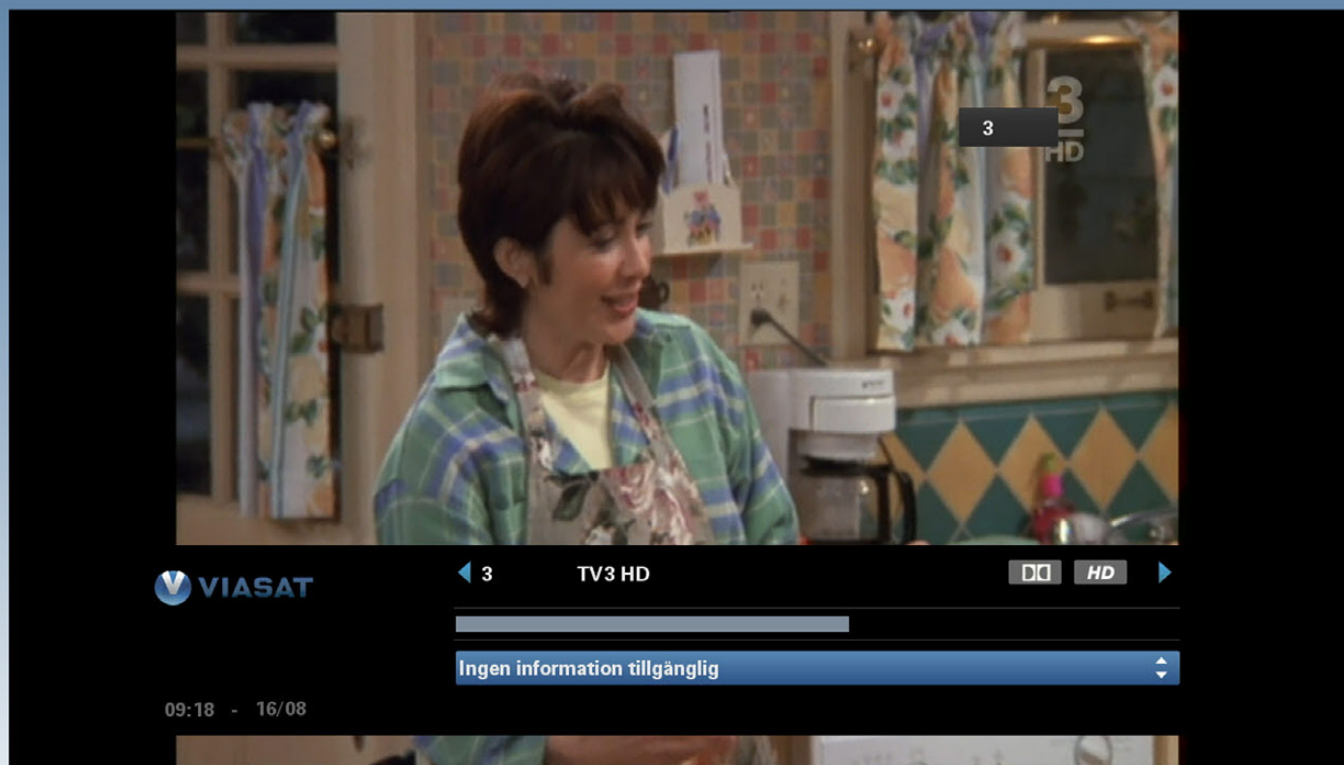 3
3
HD
VIASAT
3 TV3 HD
HD
Ingen information tillgänglig
09:18 - 16/08